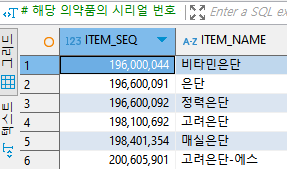 # 해당 의약품의 시리얼 번호
Enter a SQL ex
그리드
텍스트
123 ITEM_SEQ A-Z ITEM_NAME
1 196,000,044 비타민은단
2 196,600,091 은단
3 196,600,092 정력은단
4 198,100,692 고려은단
5 198,401,354 매실은단
6 200,605,901 고려은단-에스